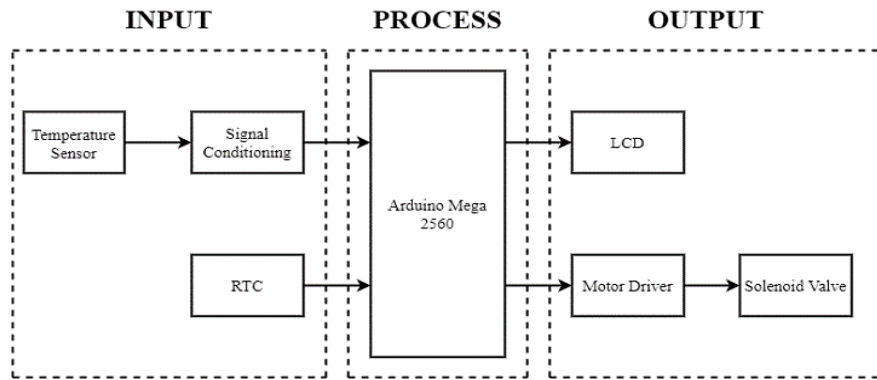 INPUT
PROCESS
OUTPUT
Temperature
Sensor
Signal
Conditioning
RTC
Arduino Mega
2560
LCD
Motor Driver
Solenoid Valve